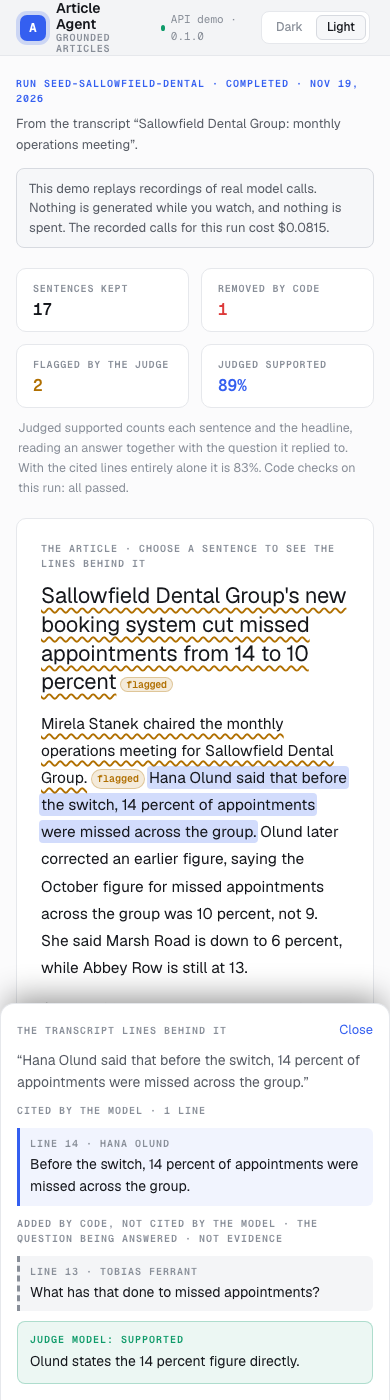 A
Article Agent
GROUNDED ARTICLES
API demo · 0.1.0
Dark
Light
RUN SEED-SALLOWFIELD-DENTAL · COMPLETED · NOV 19, 2026
From the transcript “Sallowfield Dental Group: monthly operations meeting”.
This demo replays recordings of real model calls.
Nothing is generated while you watch, and nothing is
spent. The recorded calls for this run cost $0.0815.
SENTENCES KEPT
17
REMOVED BY CODE
1
FLAGGED BY THE JUDGE
2
JUDGED SUPPORTED
89%
Judged supported counts each sentence and the headline,
reading an answer together with the question it replied to.
With the cited lines entirely alone it is 83%. Code checks on
this run: all passed.
THE ARTICLE · CHOOSE A SENTENCE TO SEE THE
LINES BEHIND IT
Sallowfield Dental Group's new
booking system cut missed
appointments from 14 to 10
percent flagged
Mirela Stanek chaired the monthly
operations meeting for Sallowfield Dental
Group. flagged Hana Olund said that before
the switch, 14 percent of appointments
were missed across the group. Olund later
corrected an earlier figure, saying the
October figure for missed appointments
across the group was 10 percent, not 9.
She said Marsh Road is down to 6 percent,
while Abbey Row is still at 13.
THE TRANSCRIPT LINES BEHIND IT
Close
“Hana Olund said that before the switch, 14 percent of
appointments were missed across the group.”
CITED BY THE MODEL · 1 LINE
LINE 14 · HANA OLUND
Before the switch, 14 percent of appointments were
missed across the group.
ADDED BY CODE, NOT CITED BY THE MODEL · THE
QUESTION BEING ANSWERED · NOT EVIDENCE
LINE 13 · TOBIAS FERRANT
What has that done to missed appointments?
JUDGE MODEL: SUPPORTED
Olund states the 14 percent figure directly.